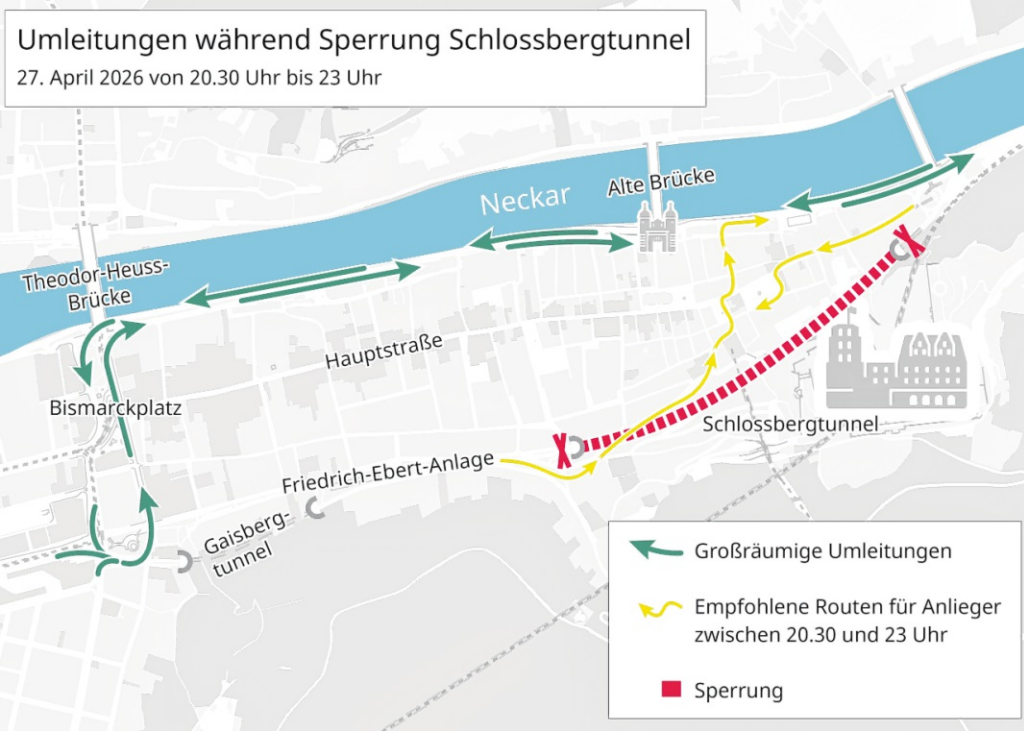 Umleitungen während Sperrung Schlossbergtunnel
27. April 2026 von 20.30 Uhr bis 23 Uhr
Neckar
Alte Brücke
Theodor-Heuss-
Brücke
Hauptstraße
Bismarckplatz
Schlossbergtunnel
Friedrich-Ebert-Anlage
Gaisberg-
tunnel
Großräumige Umleitungen
Empfohlene Routen für Anlieger
zwischen 20.30 und 23 Uhr
Sperrung